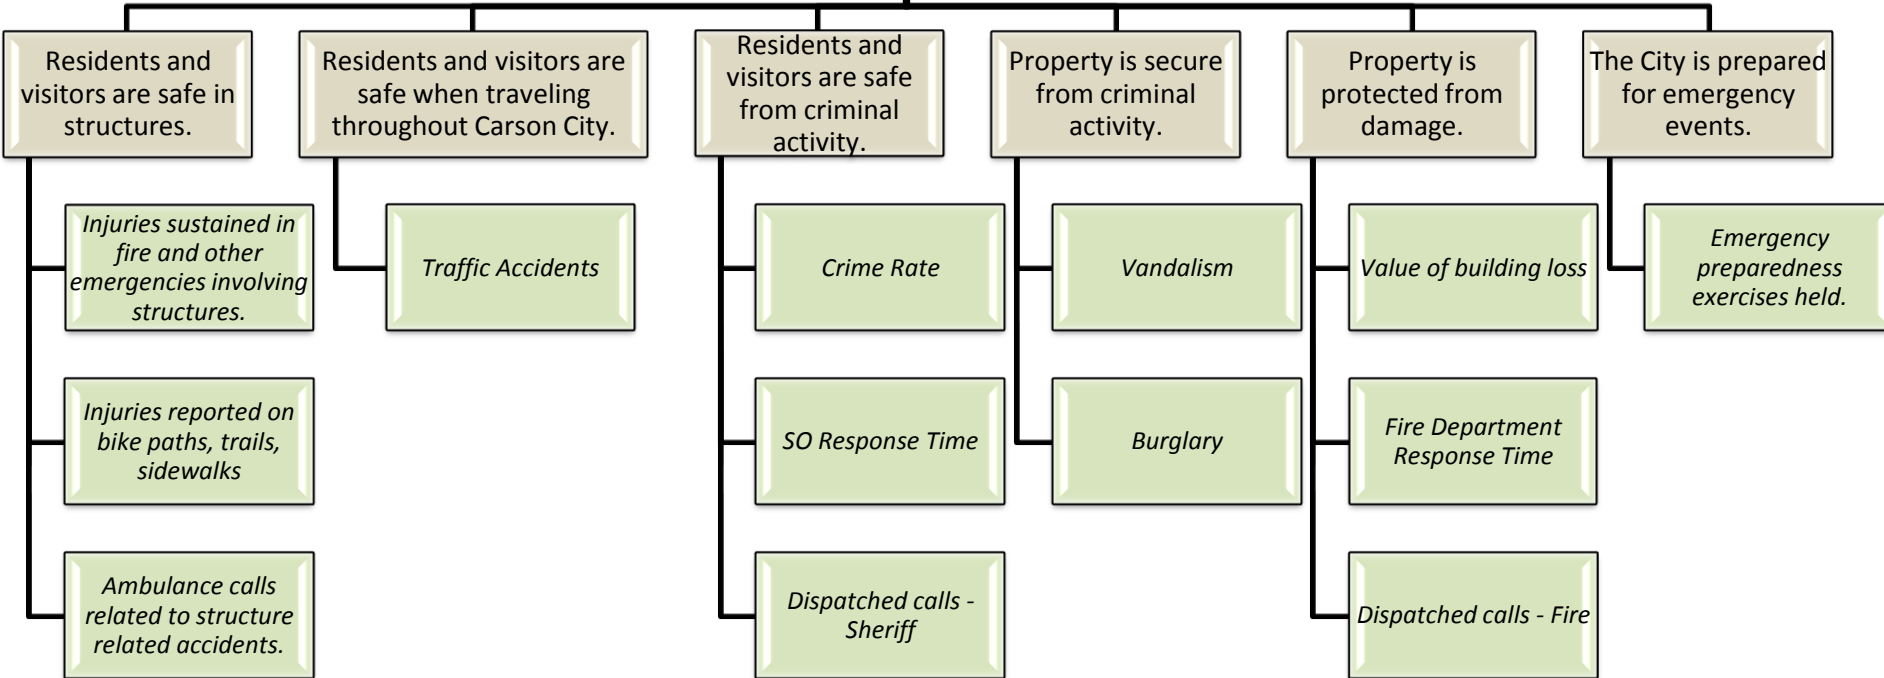 Residents and
visitors are safe in
structures.
Injuries sustained in
fire and other
emergencies involving
structures.
Injuries reported on
bike paths, trails,
sidewalks
Ambulance calls
related to structure
related accidents.
Residents and visitors are
safe when traveling
throughout Carson City.
Traffic Accidents
Residents and
visitors are safe
from criminal
activity.
Crime Rate
SO Response Time
Dispatched calls -
Sheriff
Property is secure
from criminal
activity.
Vandalism
Burglary
Property is
protected from
damage.
Value of building loss
Fire Department
Response Time
Dispatched calls - Fire
The City is prepared
for emergency
events.
Emergency
preparedness
exercises held.